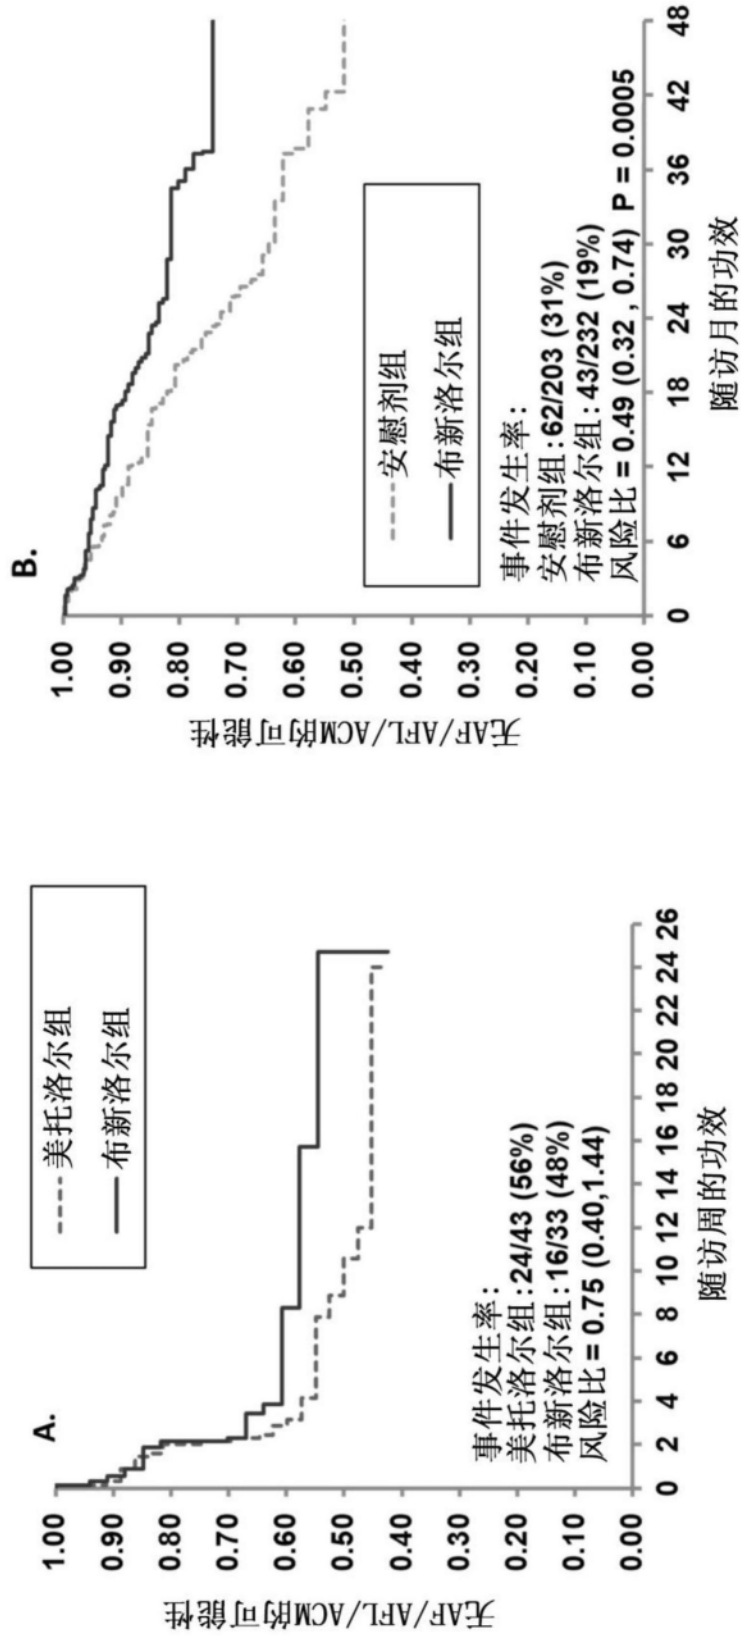 A.
美托洛尔组
布新洛尔组
无AF/AFL/ACM的可能性
1.00
0.90
0.80
0.70
0.60
0.50
0.40
0.30
0.20
0.10
0.00
事件发生率:
美托洛尔组:24/43 (56%)
布新洛尔组:16/33 (48%)
风险比 = 0.75 (0.40,1.44)
0 2 4 6 8 10 12 14 16 18 20 22 24 26
随访周的功效
B.
无AF/AFL/ACM的可能性
1.00
0.90
0.80
0.70
0.60
0.50
0.40
0.30
0.20
0.10
0.00
安慰剂组
布新洛尔组
事件发生率:
安慰剂组:62/203 (31%)
布新洛尔组:43/232 (19%)
风险比 = 0.49 (0.32 , 0.74) P = 0.0005
0 6 12 18 24 30 36 42 48
随访月的功效